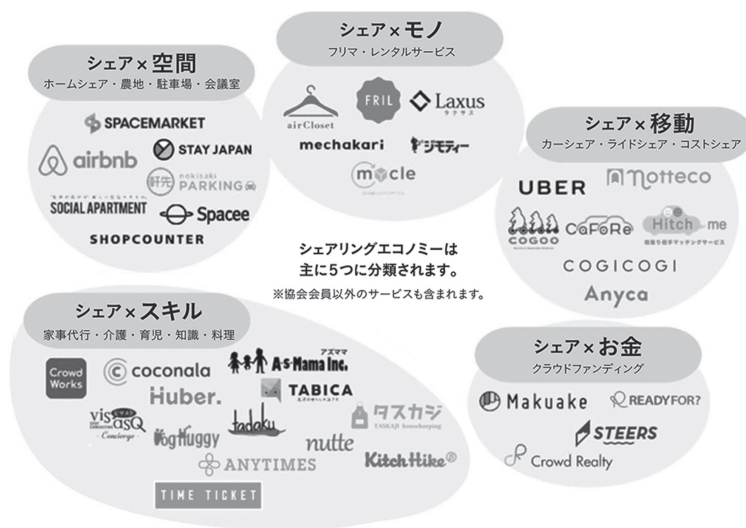 シェア×空間
ホームシェア・農地・駐車場・会議室
SPACEMARKET
airbnb
STAY JAPAN
軒先
nokisaki
PARKING
SOCIAL APARTMENT
Spacee
SHOPCOUNTER
シェア×モノ
フリマ・レンタルサービス
airCloset
FRIL
Laxus
ラクサス
mechakari
ジモティー
mycle
シェア×移動
カーシェア・ライドシェア・コストシェア
UBER
notteco
COGOO
CaFoRe
Hitch me
相乗り相手マッチングサービス
COGICOGI
Anyca
シェアリングエコノミーは
主に5つに分類されます。
※協会会員以外のサービスも含まれます。
シェア×スキル
家事代行・介護・育児・知識・料理
Crowd
Works
coconala
アズママ
AsMama Inc.
Huber.
TABICA
visasQ
Concierge
DogHuggy
tadaku
タスカジ
TASKAJI housekeeping
nutte
ANYTIMES
KitchHike
TIME TICKET
シェア×お金
クラウドファンディング
Makuake
READYFOR?
STEERS
Crowd Realty